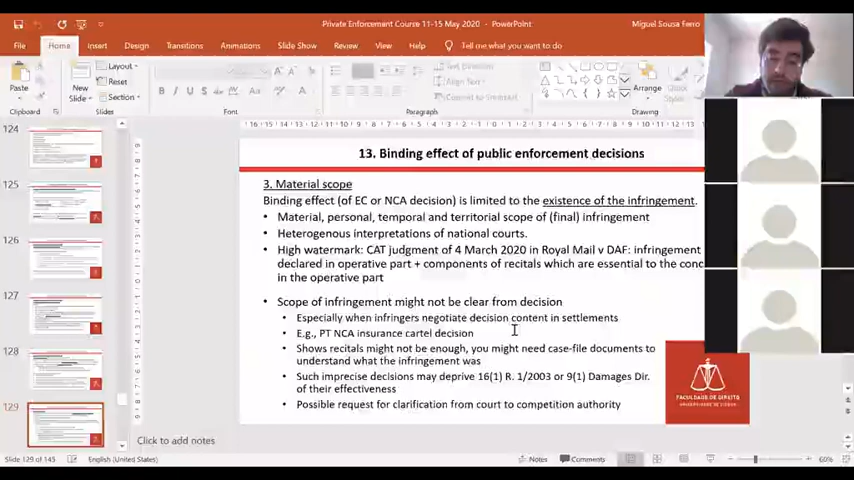 Private Enforcement Course 11-15 May 2020 - PowerPoint
Miguel Sousa Ferro
File Home Insert Design Transitions Animations Slide Show Review View Help Tell me what you want to do
Paste
New
Slide
Layout
Reset
Section
Text Direction
Align Text
Convert to SmartArt
Arrange
Quick
Styles
Clipboard
Slides
Font
Paragraph
Drawing
124
125
126
127
128
129
13. Binding effect of public enforcement decisions
3. Material scope
Binding effect (of EC or NCA decision) is limited to the existence of the infringement.
• Material, personal, temporal and territorial scope of (final) infringement
• Heterogenous interpretations of national courts.
• High watermark: CAT judgment of 4 March 2020 in Royal Mail v DAF: infringement
declared in operative part + components of recitals which are essential to the conc
in the operative part
• Scope of infringement might not be clear from decision
• Especially when infringers negotiate decision content in settlements
• E.g., PT NCA insurance cartel decision
• Shows recitals might not be enough, you might need case-file documents to
understand what the infringement was
• Such imprecise decisions may deprive 16(1) R. 1/2003 or 9(1) Damages Dir.
of their effectiveness
• Possible request for clarification from court to competition authority
FACULDADE DE DIREITO
UNIVERSIDADE DE LISBOA
Click to add notes
Slide 129 of 145 English (United States) Notes Comments 60%